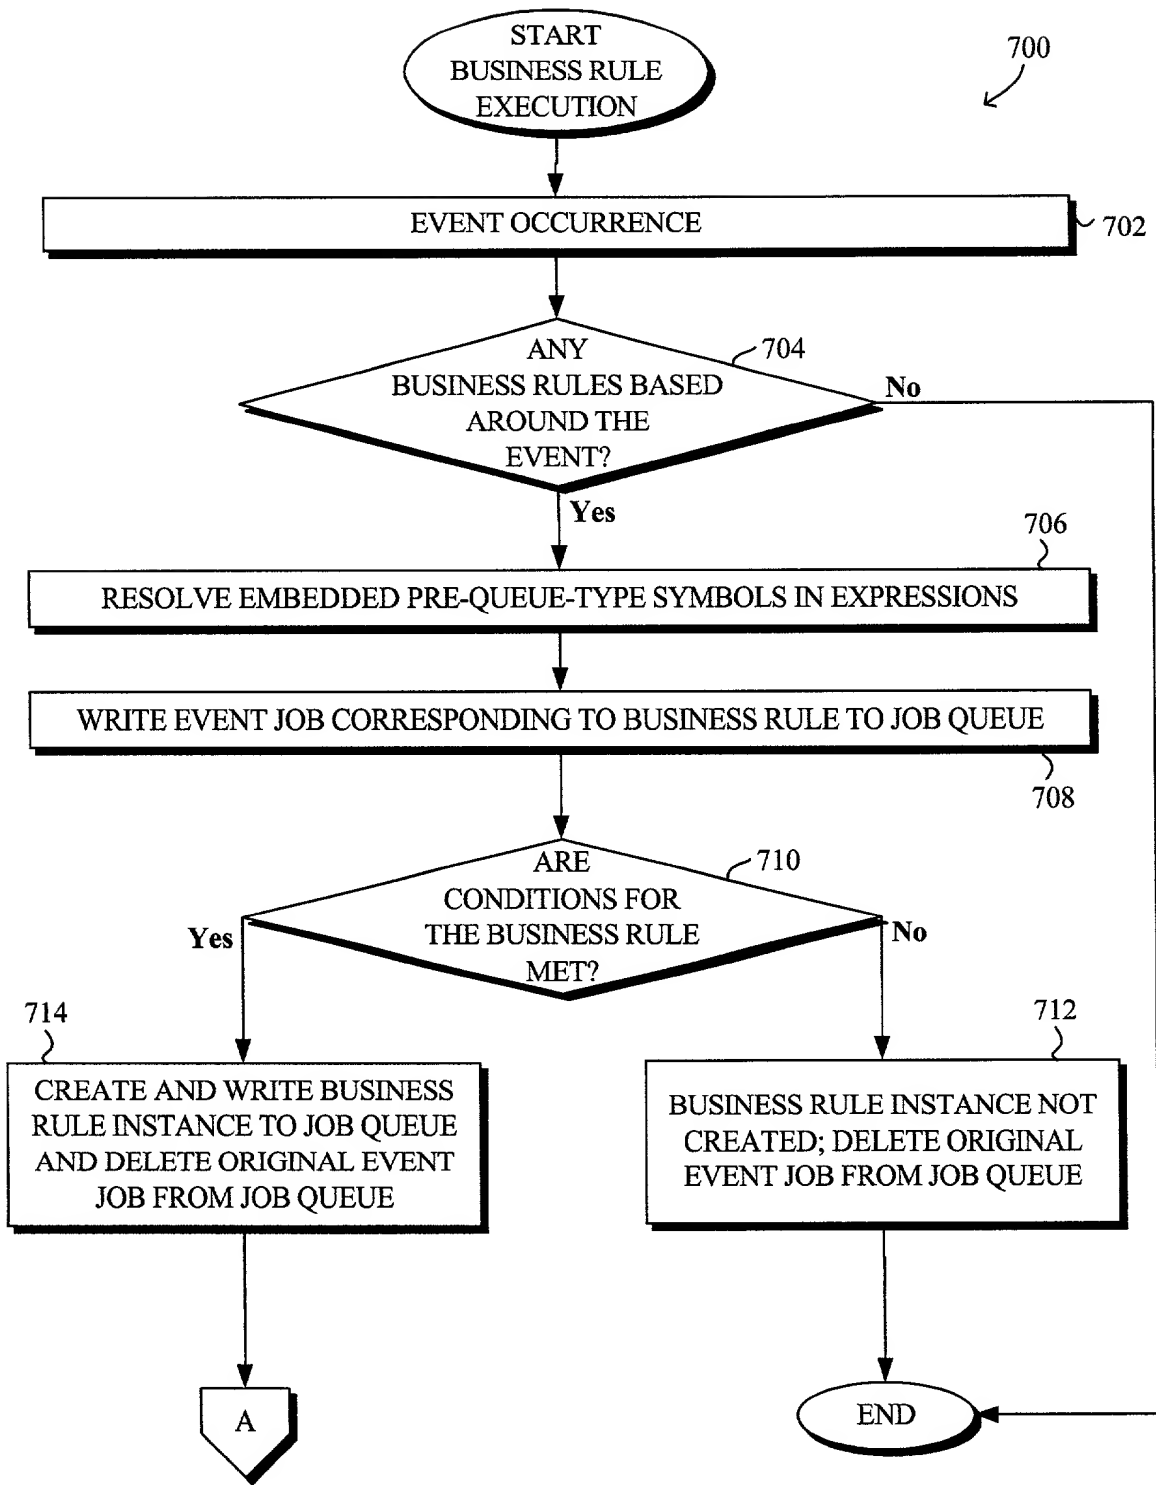 START
BUSINESS RULE
EXECUTION
700
EVENT OCCURRENCE
702
704
ANY
BUSINESS RULES BASED
AROUND THE
EVENT?
No
Yes
706
RESOLVE EMBEDDED PRE-QUEUE-TYPE SYMBOLS IN EXPRESSIONS
WRITE EVENT JOB CORRESPONDING TO BUSINESS RULE TO JOB QUEUE
708
710
ARE
CONDITIONS FOR
THE BUSINESS RULE
MET?
Yes
No
714
CREATE AND WRITE BUSINESS
RULE INSTANCE TO JOB QUEUE
AND DELETE ORIGINAL EVENT
JOB FROM JOB QUEUE
712
BUSINESS RULE INSTANCE NOT
CREATED; DELETE ORIGINAL
EVENT JOB FROM JOB QUEUE
A
END